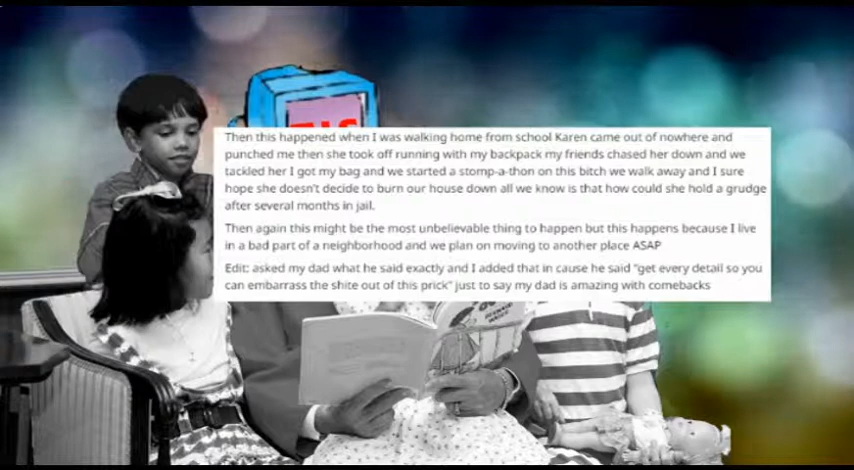 Then this happened when I was walking home from school Karen came out of nowhere and
punched me then she took off running with my backpack my friends chased her down and we
tackled her I got my bag and we started a stomp-a-thon on this bitch we walk away and I sure
hope she doesn't decide to burn our house down all we know is that how could she hold a grudge
after several months in jail.
Then again this might be the most unbelievable thing to happen but this happens because I live
in a bad part of a neighborhood and we plan on moving to another place ASAP
Edit: asked my dad what he said exactly and I added that in cause he said "get every detail so you
can embarrass the shite out of this prick" just to say my dad is amazing with comebacks